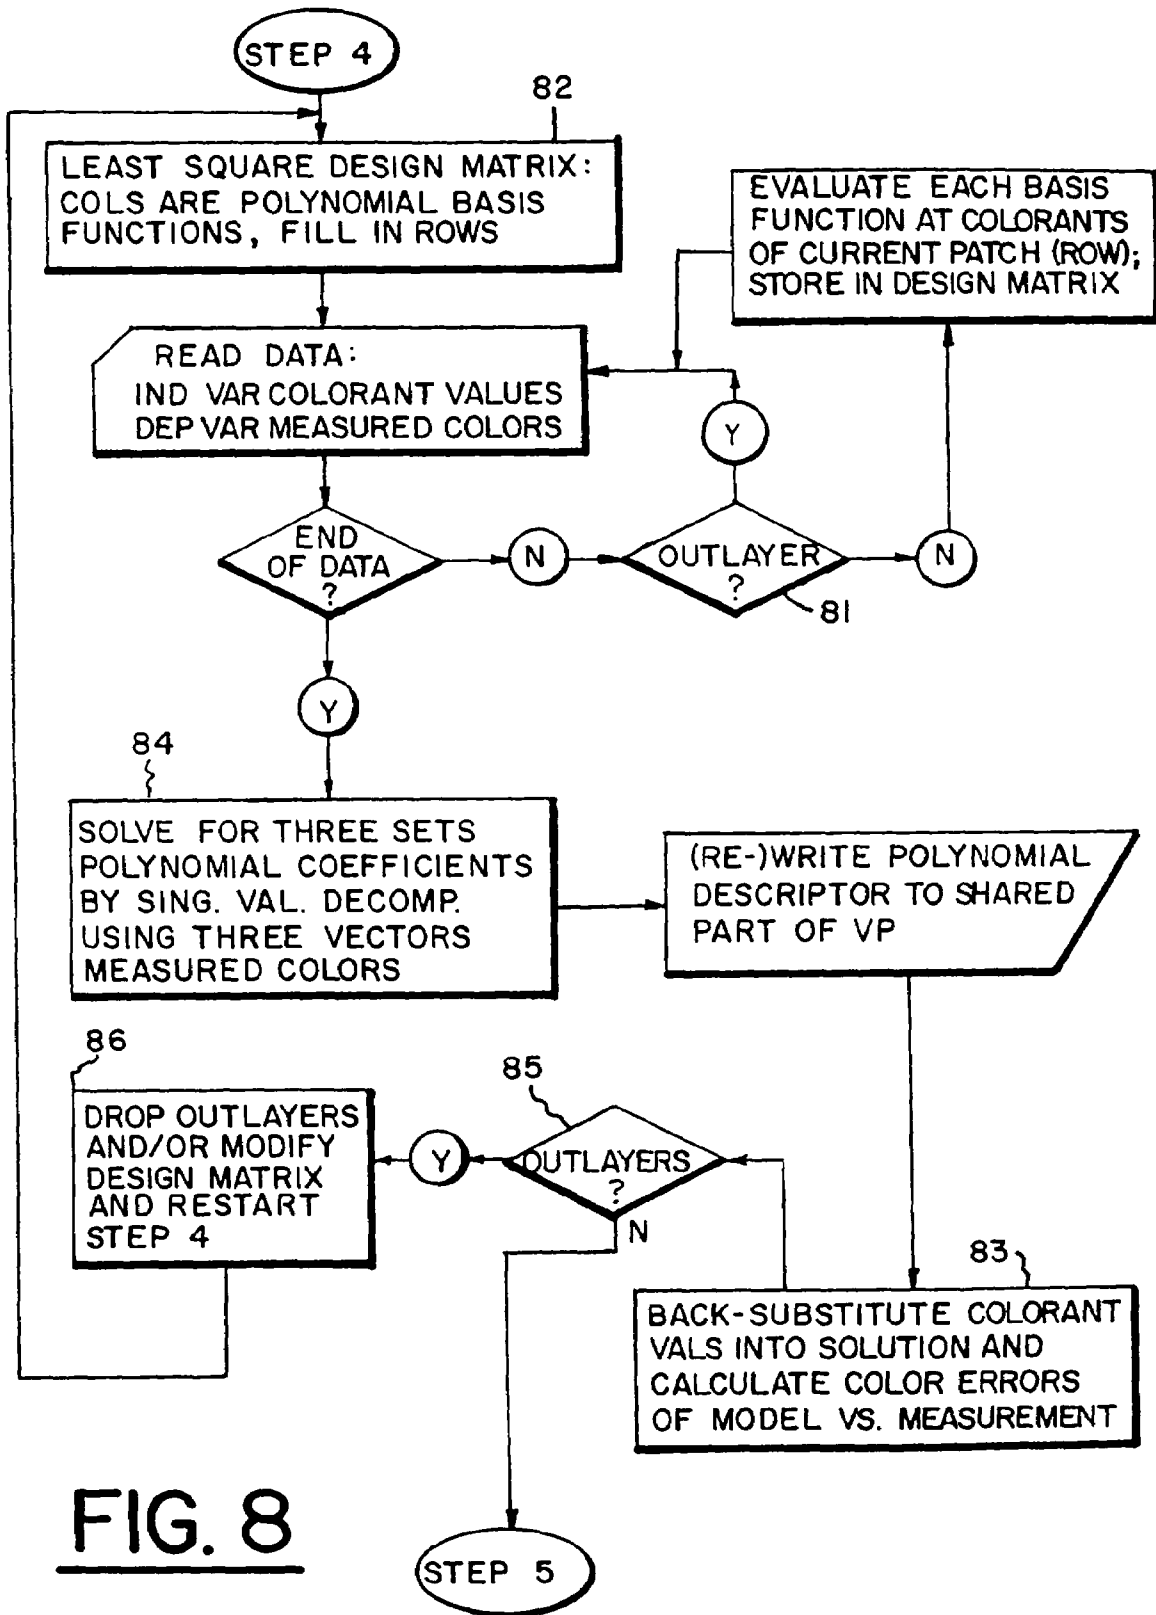 STEP 4
82
LEAST SQUARE DESIGN MATRIX:
COLS ARE POLYNOMIAL BASIS
FUNCTIONS, FILL IN ROWS
EVALUATE EACH BASIS
FUNCTION AT COLORANTS
OF CURRENT PATCH (ROW);
STORE IN DESIGN MATRIX
READ DATA:
IND VAR COLORANT VALUES
DEP VAR MEASURED COLORS
Y
END
OF DATA
?
N
OUTLAYER
?
N
81
Y
84
SOLVE FOR THREE SETS
POLYNOMIAL COEFFICIENTS
BY SING. VAL. DECOMP.
USING THREE VECTORS
MEASURED COLORS
(RE-)WRITE POLYNOMIAL
DESCRIPTOR TO SHARED
PART OF VP
86
DROP OUTLAYERS
AND/OR MODIFY
DESIGN MATRIX
AND RESTART
STEP 4
Y
85
OUTLAYERS
?
N
83
BACK-SUBSTITUTE COLORANT
VALS INTO SOLUTION AND
CALCULATE COLOR ERRORS
OF MODEL VS. MEASUREMENT
FIG. 8
STEP 5